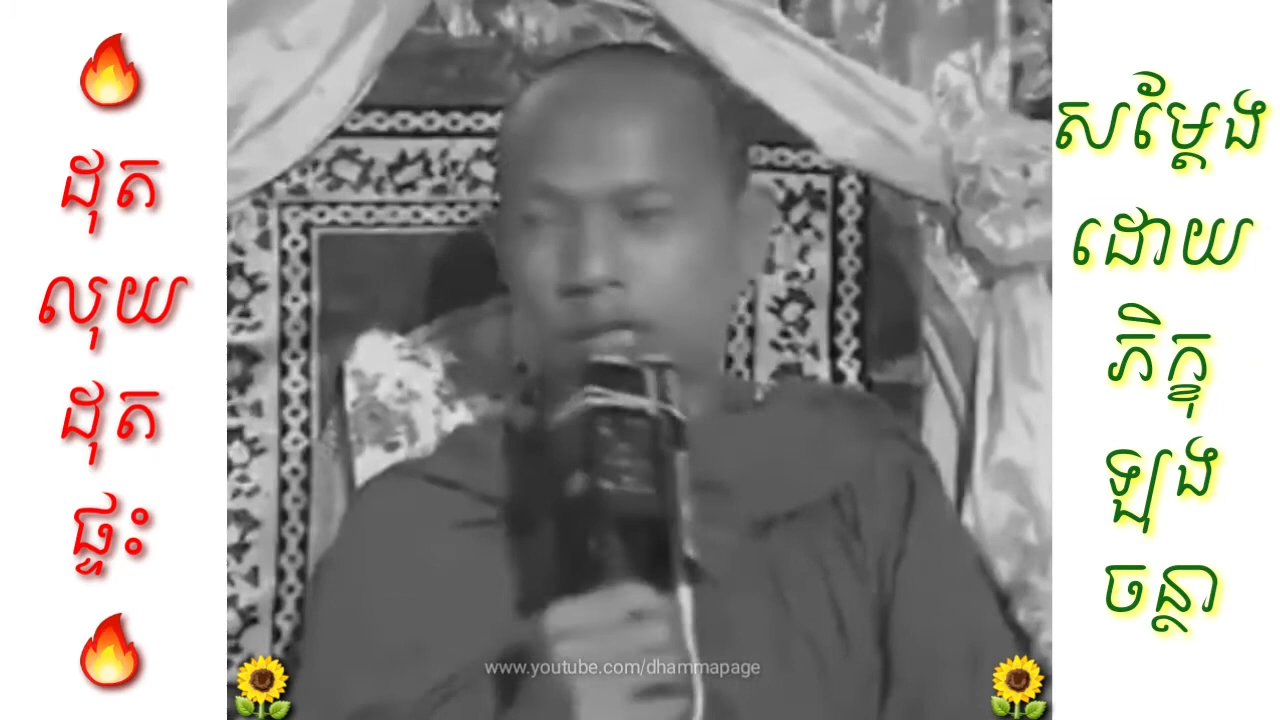 ដុត
លុយ
ដុត
ផ្ទះ
សម្ដែង
ដោយ
ភិក្ខុ
ឡុង
ចន្ថា
www.youtube.com/dhammapage